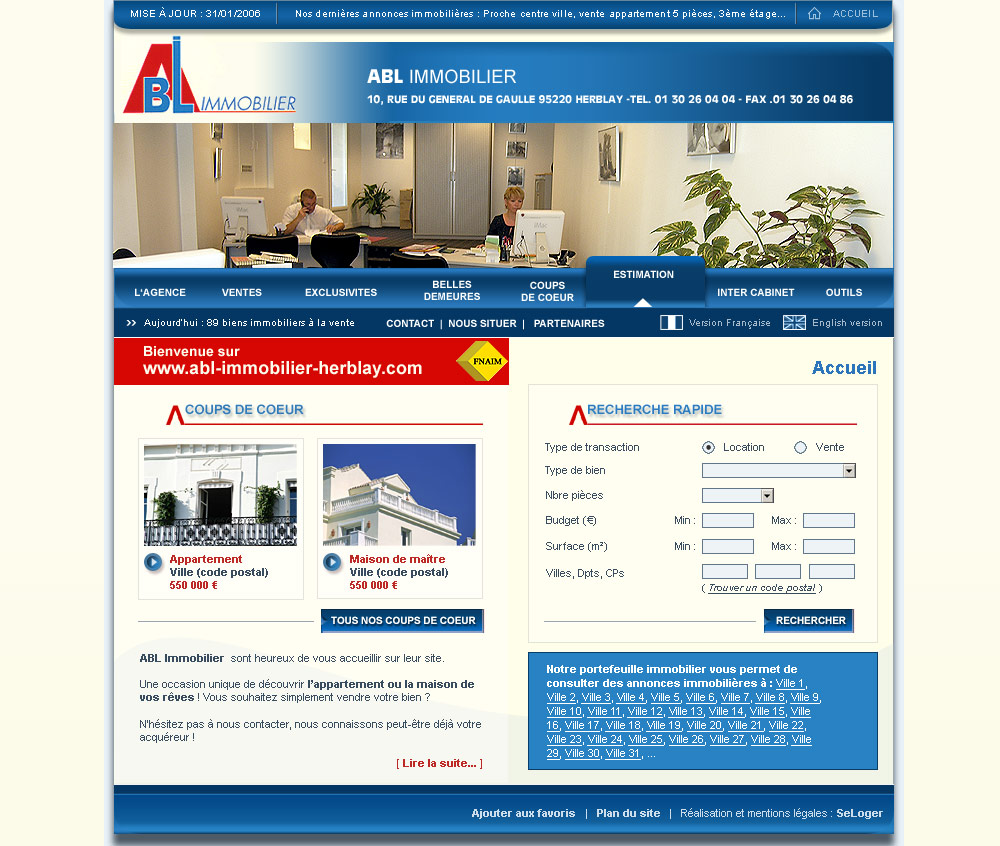 MISE À JOUR : 31/01/2006
Nos dernières annonces immobilières : Proche centre ville, vente appartement 5 pièces, 3ème étage...
ACCUEIL
ABL IMMOBILIER
ABL IMMOBILIER
10, RUE DU GENERAL DE GAULLE 95220 HERBLAY -TEL. 01 30 26 04 04 - FAX .01 30 26 04 86
iMac
iMac
L'AGENCE
VENTES
EXCLUSIVITES
BELLES
DEMEURES
COUPS
DE COEUR
ESTIMATION
INTER CABINET
OUTILS
Aujourd'hui : 89 biens immobiliers à la vente
CONTACT | NOUS SITUER | PARTENAIRES
Version Française
English version
Bienvenue sur
www.abl-immobilier-herblay.com
FNAIM
Accueil
COUPS DE COEUR
Appartement
Ville (code postal)
550 000 €
Maison de maître
Ville (code postal)
550 000 €
TOUS NOS COUPS DE COEUR
ABL Immobilier sont heureux de vous accueillir sur leur site.
Une occasion unique de découvrir l'appartement ou la maison de
vos rêves ! Vous souhaitez simplement vendre votre bien ?
N'hésitez pas à nous contacter, nous connaissons peut-être déjà votre
acquéreur !
[ Lire la suite... ]
RECHERCHE RAPIDE
Type de transaction
Location
Vente
Type de bien
Nbre pièces
Budget (€)
Min :
Max :
Surface (m²)
Min :
Max :
Villes, Dpts, CPs
( Trouver un code postal )
RECHERCHER
Notre portefeuille immobilier vous permet de
consulter des annonces immobilières à : Ville 1,
Ville 2, Ville 3, Ville 4, Ville 5, Ville 6, Ville 7, Ville 8, Ville 9,
Ville 10, Ville 11, Ville 12, Ville 13, Ville 14, Ville 15, Ville
16, Ville 17, Ville 18, Ville 19, Ville 20, Ville 21, Ville 22,
Ville 23, Ville 24, Ville 25, Ville 26, Ville 27, Ville 28, Ville
29, Ville 30, Ville 31, ...
Ajouter aux favoris | Plan du site | Réalisation et mentions légales : SeLoger